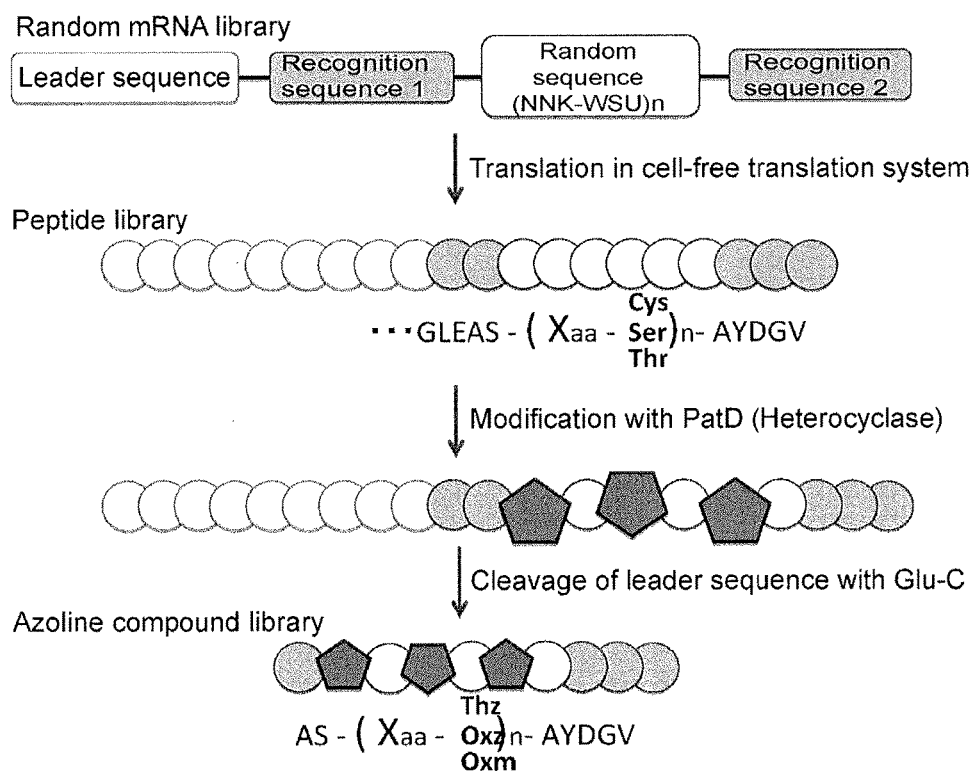 Random mRNA library
Leader sequence
Recognition
sequence 1
Random
sequence
(NNK-WSU)n
Recognition
sequence 2
Translation in cell-free translation system
Peptide library
Cys
···GLEAS - ( Xaa - Ser)n- AYDGV
Thr
Modification with PatD (Heterocyclase)
Cleavage of leader sequence with Glu-C
Azoline compound library
Thz
AS - ( Xaa - Oxz)n- AYDGV
Oxm